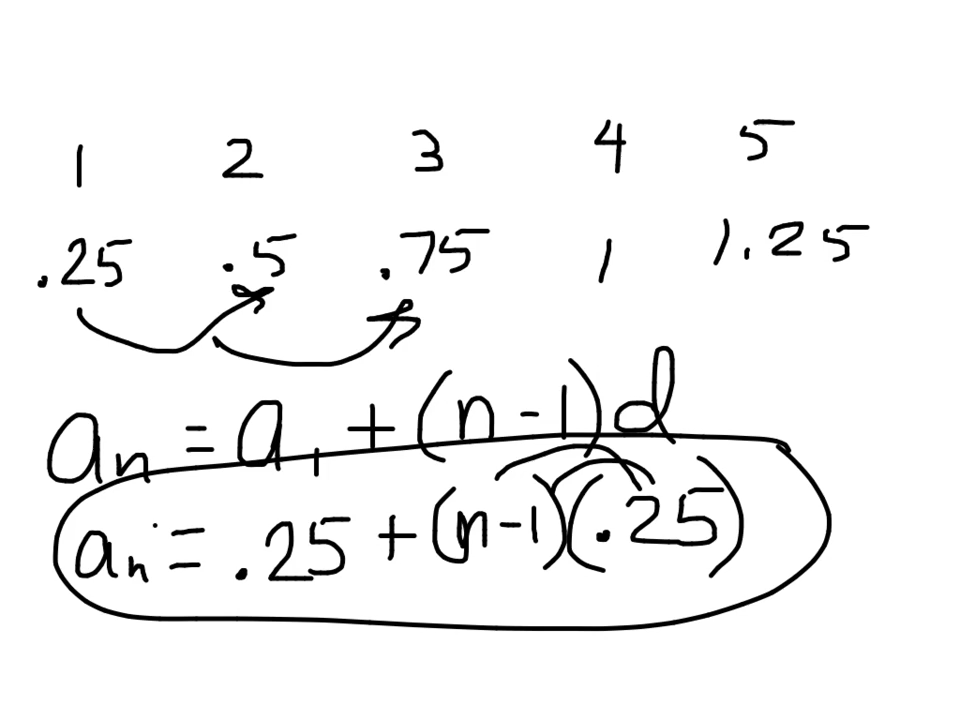 1 2 3 4 5
.25 .5 .75 1 1.25
aₙ = a₁ + (n - 1)d
aₙ = .25 + (n - 1)(.25)